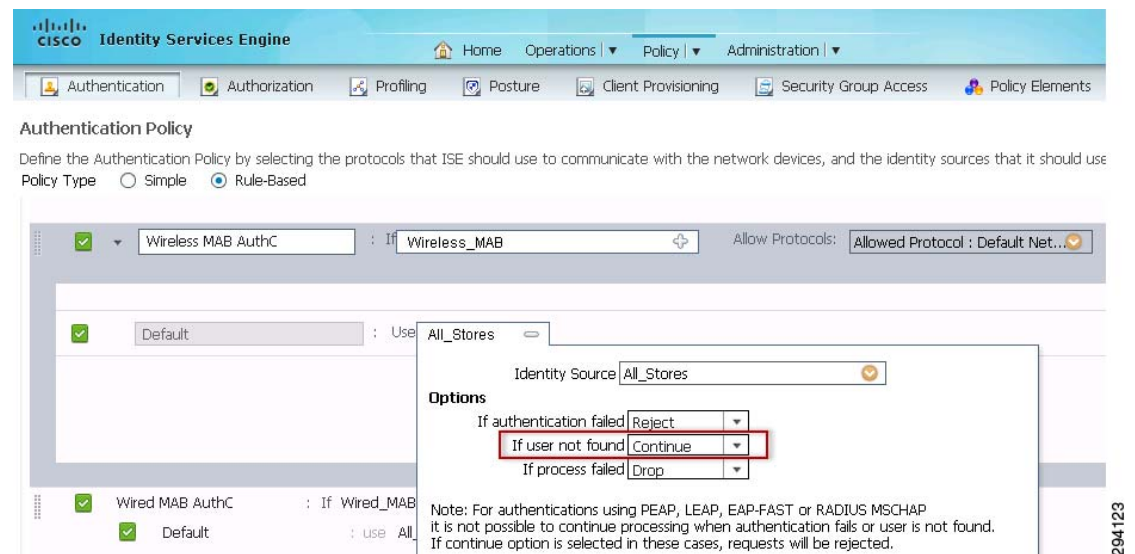 CISCO Identity Services Engine
Home Operations | Policy | Administration |
Authentication Authorization Profiling Posture Client Provisioning Security Group Access Policy Elements
Authentication Policy
Define the Authentication Policy by selecting the protocols that ISE should use to communicate with the network devices, and the identity sources that it should use
Policy Type Simple Rule-Based
Wireless MAB AuthC : If Wireless_MAB Allow Protocols: Allowed Protocol : Default Net...
Default : Use All_Stores
Identity Source All_Stores
Options
If authentication failed Reject
If user not found Continue
If process failed Drop
Wired MAB AuthC : If Wired_MAB
Default : use All_
Note: For authentications using PEAP, LEAP, EAP-FAST or RADIUS MSCHAP
it is not possible to continue processing when authentication fails or user is not found.
If continue option is selected in these cases, requests will be rejected.
294123